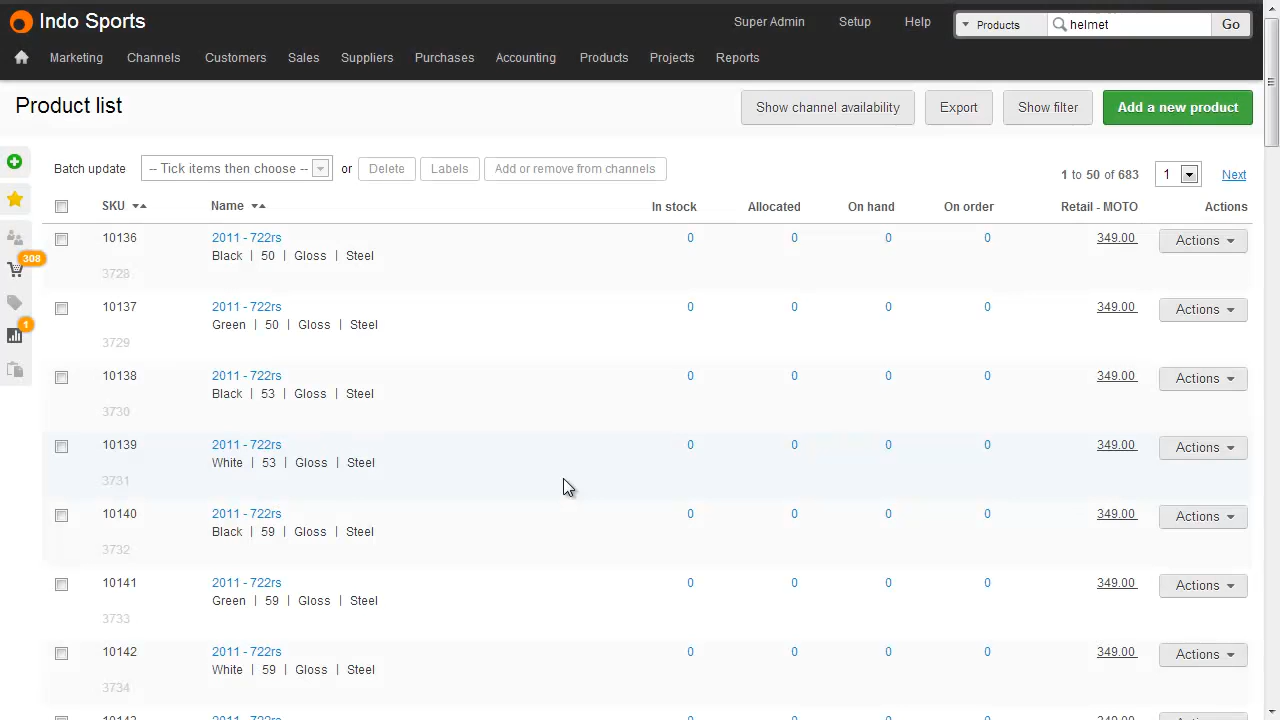 Indo Sports
Super Admin Setup Help Products helmet Go
Marketing Channels Customers Sales Suppliers Purchases Accounting Products Projects Reports
Product list
Show channel availability Export Show filter Add a new product
Batch update -- Tick items then choose -- or Delete Labels Add or remove from channels 1 to 50 of 683 1 Next
SKU Name In stock Allocated On hand On order Retail - MOTO Actions
10136 2011 - 722rs 0 0 0 0 349.00 Actions
Black | 50 | Gloss | Steel
308
3728
10137 2011 - 722rs 0 0 0 0 349.00 Actions
1 Green | 50 | Gloss | Steel
3729
10138 2011 - 722rs 0 0 0 0 349.00 Actions
Black | 53 | Gloss | Steel
3730
10139 2011 - 722rs 0 0 0 0 349.00 Actions
White | 53 | Gloss | Steel
3731
10140 2011 - 722rs 0 0 0 0 349.00 Actions
Black | 59 | Gloss | Steel
3732
10141 2011 - 722rs 0 0 0 0 349.00 Actions
Green | 59 | Gloss | Steel
3733
10142 2011 - 722rs 0 0 0 0 349.00 Actions
White | 59 | Gloss | Steel
3734